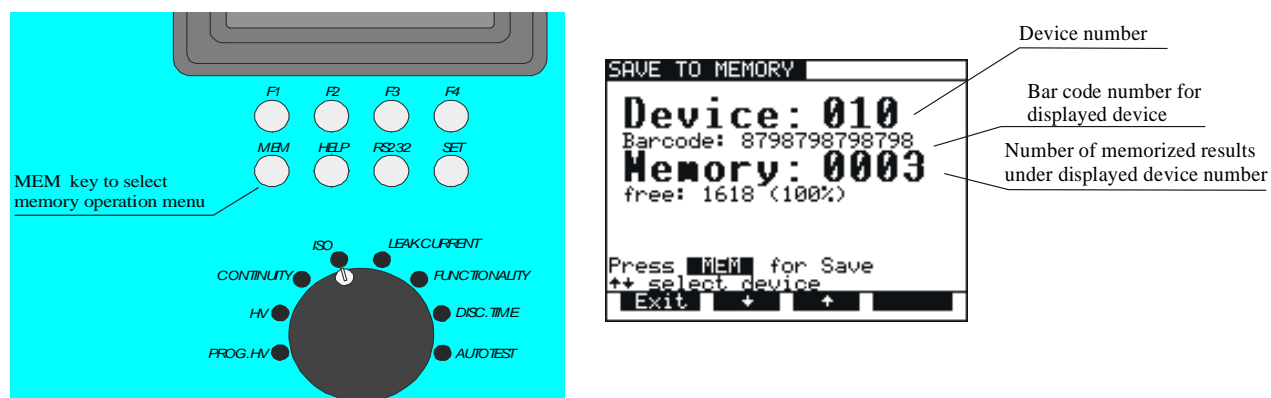 F1 F2 F3 F4
MEM HELP RS232 SET
MEM key to select
memory operation menu
ISO LEAK CURRENT
CONTINUITY FUNCTIONALITY
HV DISC. TIME
PROG. HV AUTOTEST
SAVE TO MEMORY
Device: 010
Barcode: 8798798798798
Memory: 0003
free: 1618 (100%)
Press MEM for Save
↑↓ select device
Exit ↓ ↑
Device number
Bar code number for
displayed device
Number of memorized results
under displayed device number